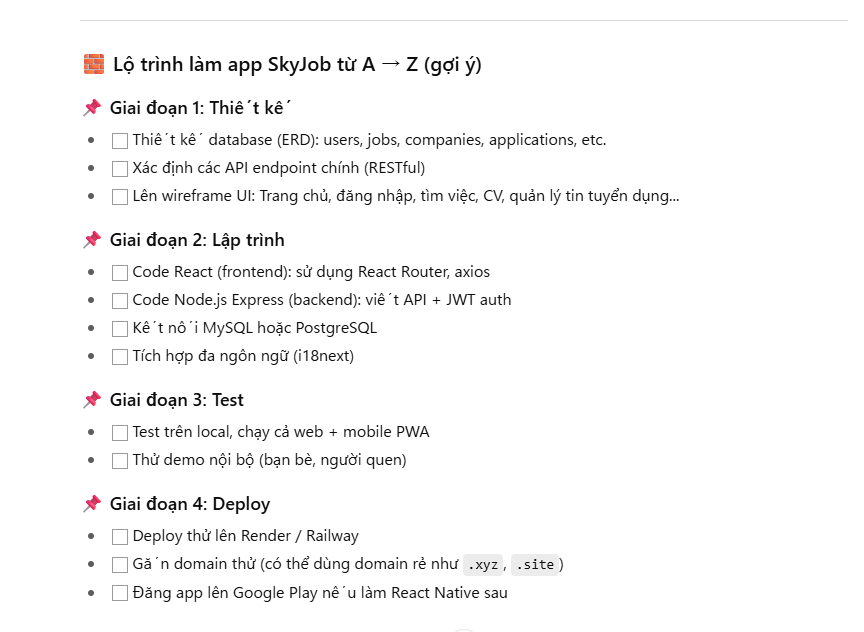 🧱 Lộ trình làm app SkyJob từ A → Z (gợi ý)
📌 Giai đoạn 1: Thiết kế
• ☐ Thiết kế database (ERD): users, jobs, companies, applications, etc.
• ☐ Xác định các API endpoint chính (RESTful)
• ☐ Lên wireframe UI: Trang chủ, đăng nhập, tìm việc, CV, quản lý tin tuyển dụng...
📌 Giai đoạn 2: Lập trình
• ☐ Code React (frontend): sử dụng React Router, axios
• ☐ Code Node.js Express (backend): viết API + JWT auth
• ☐ Kết nối MySQL hoặc PostgreSQL
• ☐ Tích hợp đa ngôn ngữ (i18next)
📌 Giai đoạn 3: Test
• ☐ Test trên local, chạy cả web + mobile PWA
• ☐ Thử demo nội bộ (bạn bè, người quen)
📌 Giai đoạn 4: Deploy
• ☐ Deploy thử lên Render / Railway
• ☐ Gắn domain thử (có thể dùng domain rẻ như .xyz, .site)
• ☐ Đăng app lên Google Play nếu làm React Native sau